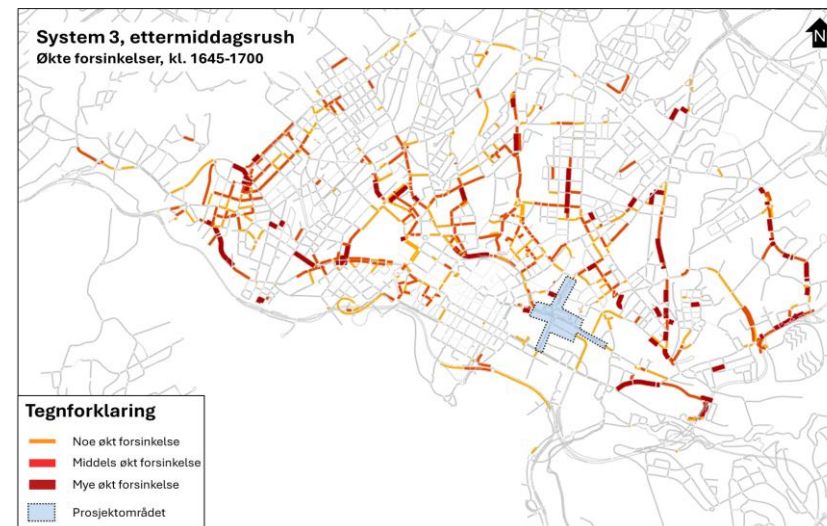 System 3, ettermiddagsrush
Økte forsinkelser, kl. 1645-1700
N
Tegnforklaring
Noe økt forsinkelse
Middels økt forsinkelse
Mye økt forsinkelse
Prosjektområdet